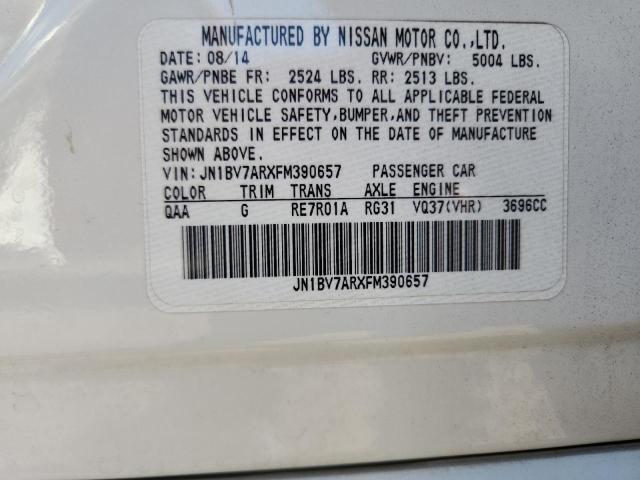 MANUFACTURED BY NISSAN MOTOR CO.,LTD.
DATE: 08/14 GVWR/PNBV: 5004 LBS.
GAWR/PNBE FR: 2524 LBS. RR: 2513 LBS.
THIS VEHICLE CONFORMS TO ALL APPLICABLE FEDERAL
MOTOR VEHICLE SAFETY,BUMPER,AND THEFT PREVENTION
STANDARDS IN EFFECT ON THE DATE OF MANUFACTURE
SHOWN ABOVE.
VIN: JN1BV7ARXFM390657 PASSENGER CAR
COLOR TRIM TRANS AXLE ENGINE
QAA G RE7R01A RG31 VQ37(VHR) 3696CC
JN1BV7ARXFM390657